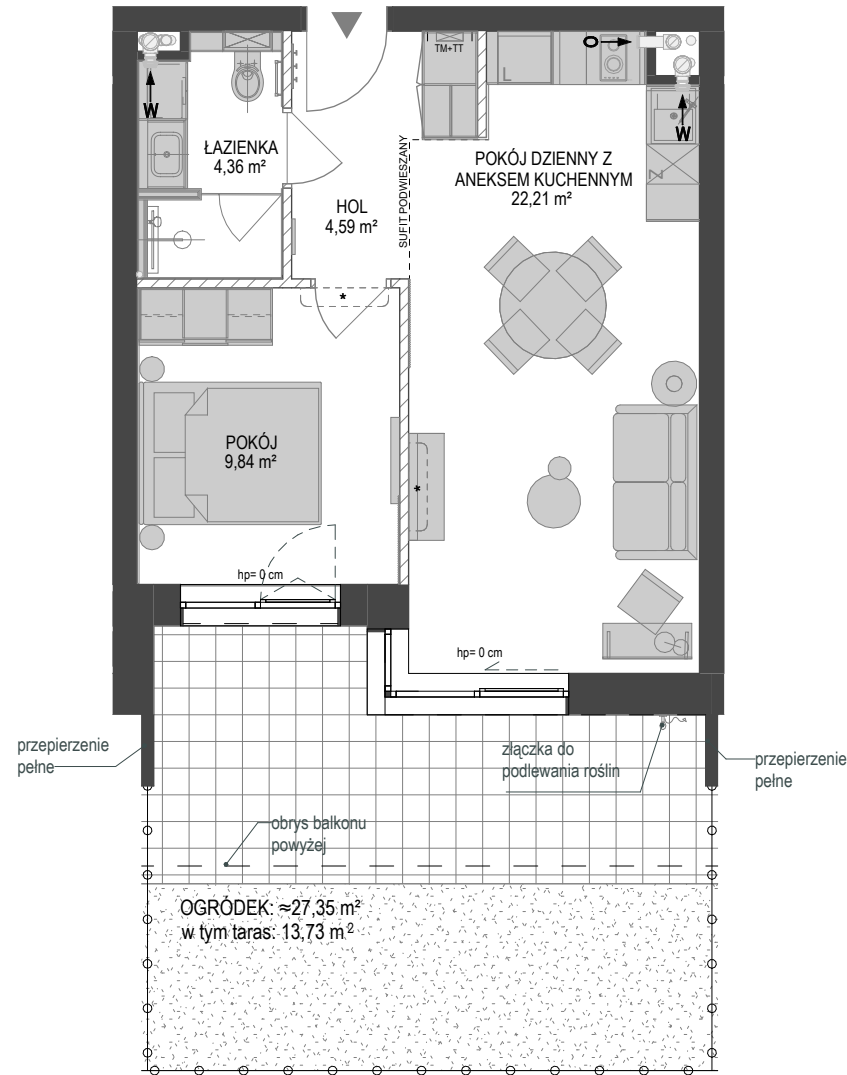 TM+TT
O
W
W
L
Z
ŁAZIENKA
4,36 m²
POKÓJ DZIENNY Z
ANEKSEM KUCHENNYM
22,21 m²
SUFIT PODWIESZANY
HOL
4,59 m²
*
POKÓJ
9,84 m²
*
hp= 0 cm
hp= 0 cm
przepierzenie
pełne
złączka do
podlewania roślin
przepierzenie
pełne
obrys balkonu
powyżej
OGRÓDEK: ≈27,35 m²
w tym taras: 13,73 m²